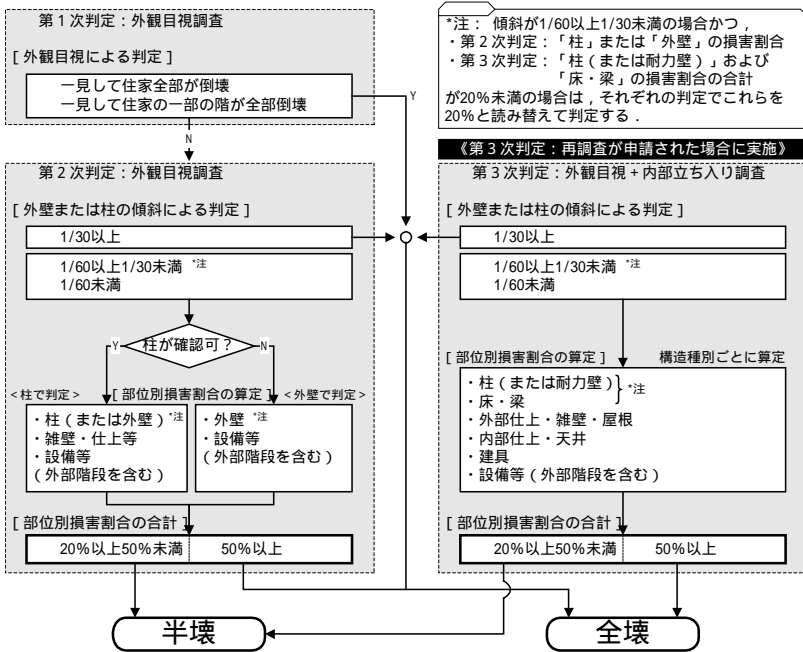 第１次判定：外観目視調査
[ 外観目視による判定 ]
一見して住家全部が倒壊
一見して住家の一部の階が全部倒壊
Y
N
*注： 傾斜が1/60以上1/30未満の場合かつ，
・第２次判定：「柱」または「外壁」の損害割合
・第３次判定：「柱（または耐力壁）」および
「床・梁」の損害割合の合計
が20%未満の場合は，それぞれの判定でこれらを
20%と読み替えて判定する．
《第３次判定：再調査が申請された場合に実施》
第２次判定：外観目視調査
[ 外壁または柱の傾斜による判定 ]
1/30以上
1/60以上1/30未満 *注
1/60未満
柱が確認可？
Y
N
<柱で判定>
[ 部位別損害割合の算定 ]
<外壁で判定>
・柱（または外壁）*注
・雑壁・仕上等
・設備等
（外部階段を含む）
・外壁 *注
・設備等
（外部階段を含む）
[ 部位別損害割合の合計 ]
20%以上50%未満
50%以上
第３次判定：外観目視＋内部立ち入り調査
[ 外壁または柱の傾斜による判定 ]
1/30以上
1/60以上1/30未満 *注
1/60未満
[ 部位別損害割合の算定 ]
構造種別ごとに算定
・柱（または耐力壁）
・床・梁
*注
・外部仕上・雑壁・屋根
・内部仕上・天井
・建具
・設備等（外部階段を含む）
[ 部位別損害割合の合計 ]
20%以上50%未満
50%以上
半壊
全壊